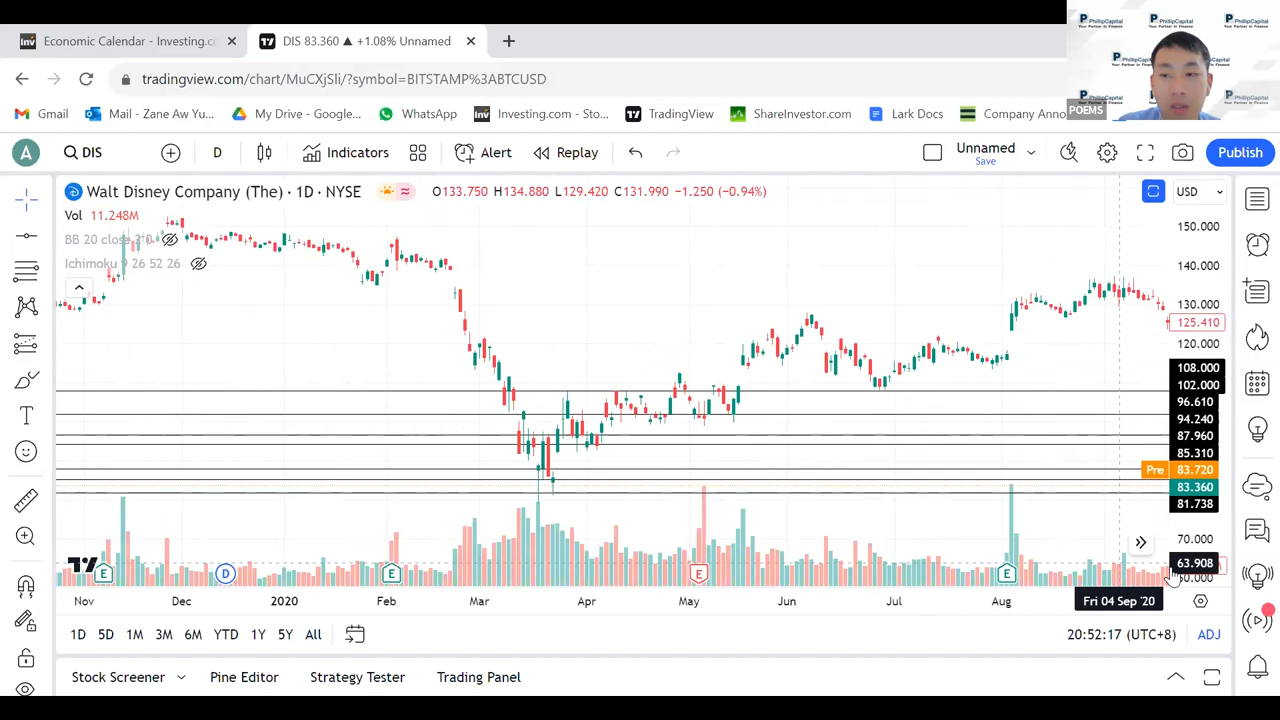 Economic Calendar - Investing.cc
DIS 83.360 ▲ +1.08% Unnamed
tradingview.com/chart/MuCXjSli/?symbol=BITSTAMP%3ABTCUSD
PhillipCapital
Your Partner In Finance
POEMS
Gmail
Mail - Zane Aw Yu...
My Drive - Google...
WhatsApp
Investing.com - Sto...
TradingView
ShareInvestor.com
Lark Docs
Company Anno
A
DIS
D
Indicators
Alert
Replay
Unnamed
Save
Publish
Walt Disney Company (The) · 1D · NYSE
O133.750 H134.880 L129.420 C131.990 −1.250 (−0.94%)
USD
Vol 11.248M
BB 20 close 2 0
Ichimoku 9 26 52 26
150.000
140.000
130.000
125.410
120.000
108.000
102.000
96.610
94.240
87.960
85.310
Pre 83.720
83.360
81.738
70.000
63.908
E
D
E
E
E
Nov
Dec
2020
Feb
Mar
Apr
May
Jun
Jul
Aug
Fri 04 Sep '20
1D 5D 1M 3M 6M YTD 1Y 5Y All
20:52:17 (UTC+8)
ADJ
Stock Screener
Pine Editor
Strategy Tester
Trading Panel